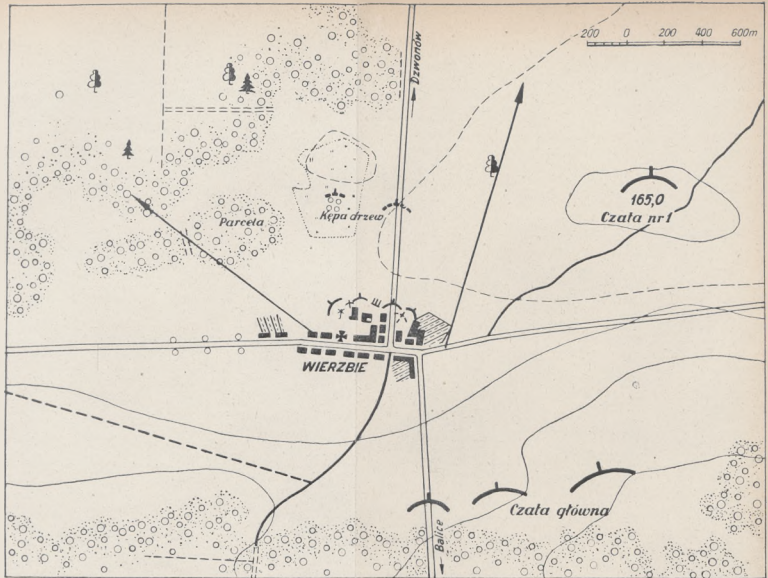 200 0 200 400 600m
Dzwonów
165,0
Czata nr 1
Parcela
Kępa drzew
WIERZBIE
Czata główna
Balice